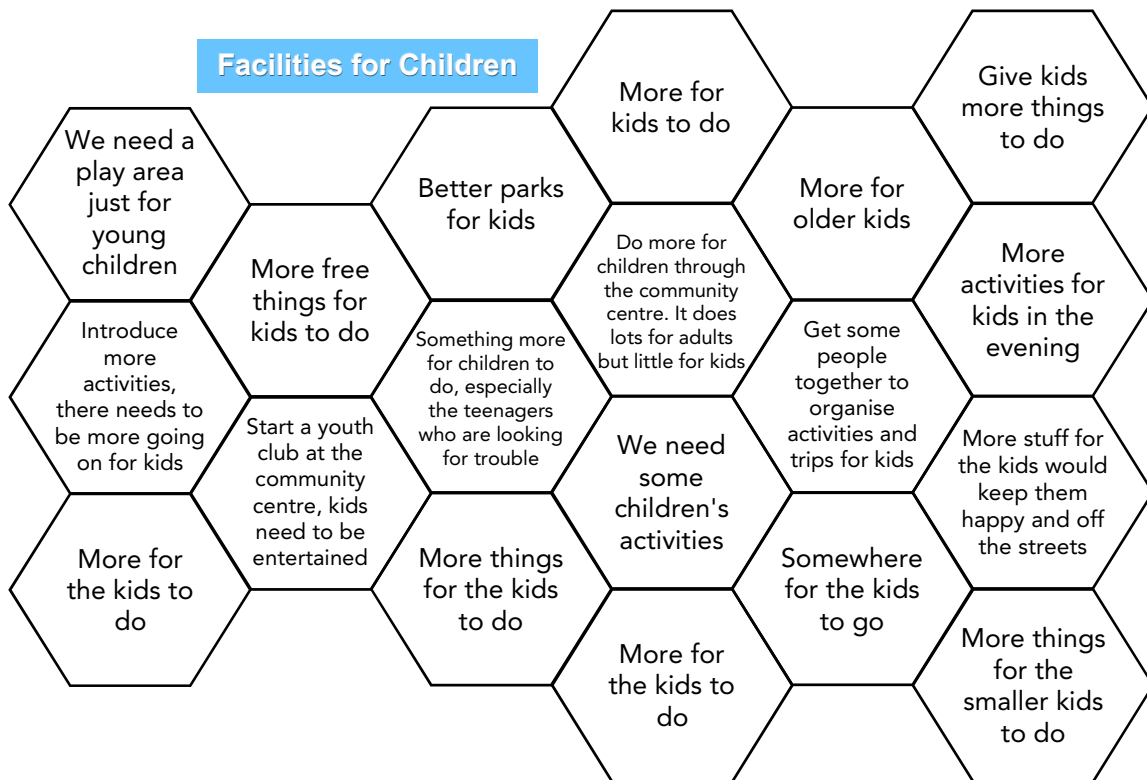 Facilities for Children
We need a
play area
just for
young
children
Introduce
more
activities,
there needs to
be more going
on for kids
More for
the kids to
do
More free
things for
kids to do
Start a youth
club at the
community
centre, kids
need to be
entertained
Better parks
for kids
Something more
for children to
do, especially
the teenagers
who are looking
for trouble
More things
for the kids
to do
More for
kids to do
Do more for
children through
the community
centre. It does
lots for adults
but little for kids
We need
some
children's
activities
More for
the kids to
do
More for
older kids
Get some
people
together to
organise
activities and
trips for kids
Somewhere
for the kids
to go
Give kids
more things
to do
More
activities for
kids in the
evening
More stuff for
the kids would
keep them
happy and off
the streets
More things
for the
smaller kids
to do